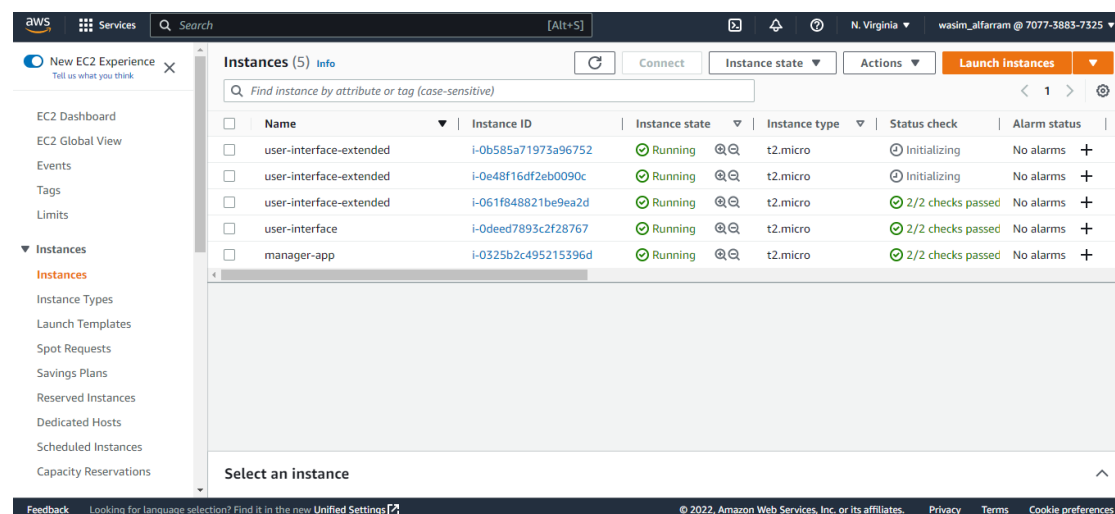 aws Services Search [Alt+S] N. Virginia ▼ wasim_alfarram @ 7077-3883-7325 ▼
New EC2 Experience
Tell us what you think
EC2 Dashboard
EC2 Global View
Events
Tags
Limits
▼ Instances
Instances
Instance Types
Launch Templates
Spot Requests
Savings Plans
Reserved Instances
Dedicated Hosts
Scheduled Instances
Capacity Reservations
Instances (5) Info Connect Instance state ▼ Actions ▼ Launch instances ▼
Find instance by attribute or tag (case-sensitive) < 1 >
Name ▼ Instance ID Instance state Instance type Status check Alarm status
user-interface-extended i-0b585a71973a96752 Running t2.micro Initializing No alarms +
user-interface-extended i-0e48f16df2eb0090c Running t2.micro Initializing No alarms +
user-interface-extended i-061f848821be9ea2d Running t2.micro 2/2 checks passed No alarms +
user-interface i-0deed7893c2f28767 Running t2.micro 2/2 checks passed No alarms +
manager-app i-0325b2c495215396d Running t2.micro 2/2 checks passed No alarms +
Select an instance
Feedback Looking for language selection? Find it in the new Unified Settings © 2022, Amazon Web Services, Inc. or its affiliates. Privacy Terms Cookie preferences